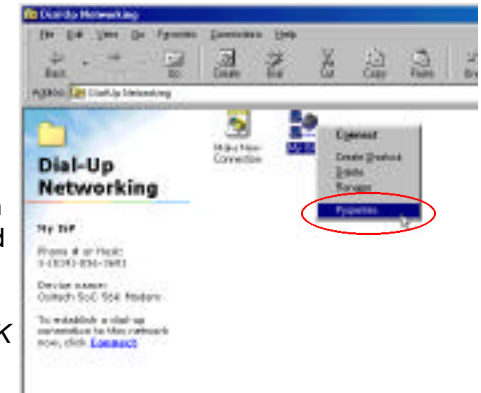 Dial-Up Networking
File Edit View Go Favorites Connections Help
Back
Up
Create
Dial
Cut
Copy
Paste
Address
Dial-Up Networking
Make New
Connection
Connect
Create Shortcut
Delete
Rename
Properties
Dial-Up
Networking
My ISP
Phone # or Host:
Device name:
Modem
To establish a dial-up
connection to this network
now, click Connect
d
K